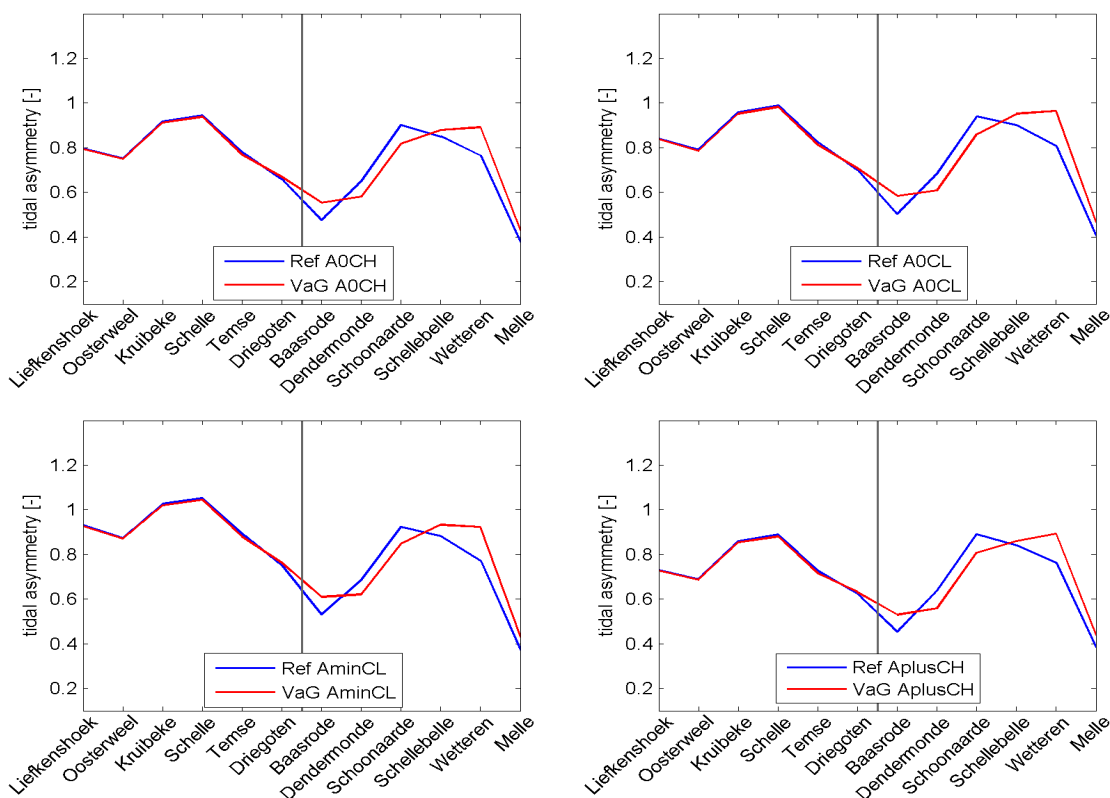 1.2
1
0.8
0.6
0.4
0.2
tidal asymmetry [-]
Ref A0CH
VaG A0CH
Liefkenshoek
Oosterweel
Kruibeke
Schelle
Temse
Driegoten
Baasrode
Dendermonde
Schoonaarde
Schellebelle
Wetteren
Melle
1.2
1
0.8
0.6
0.4
0.2
tidal asymmetry [-]
Ref A0CL
VaG A0CL
Liefkenshoek
Oosterweel
Kruibeke
Schelle
Temse
Driegoten
Baasrode
Dendermonde
Schoonaarde
Schellebelle
Wetteren
Melle
1.2
1
0.8
0.6
0.4
0.2
tidal asymmetry [-]
Ref AminCL
VaG AminCL
Liefkenshoek
Oosterweel
Kruibeke
Schelle
Temse
Driegoten
Baasrode
Dendermonde
Schoonaarde
Schellebelle
Wetteren
Melle
1.2
1
0.8
0.6
0.4
0.2
tidal asymmetry [-]
Ref AplusCH
VaG AplusCH
Liefkenshoek
Oosterweel
Kruibeke
Schelle
Temse
Driegoten
Baasrode
Dendermonde
Schoonaarde
Schellebelle
Wetteren
Melle